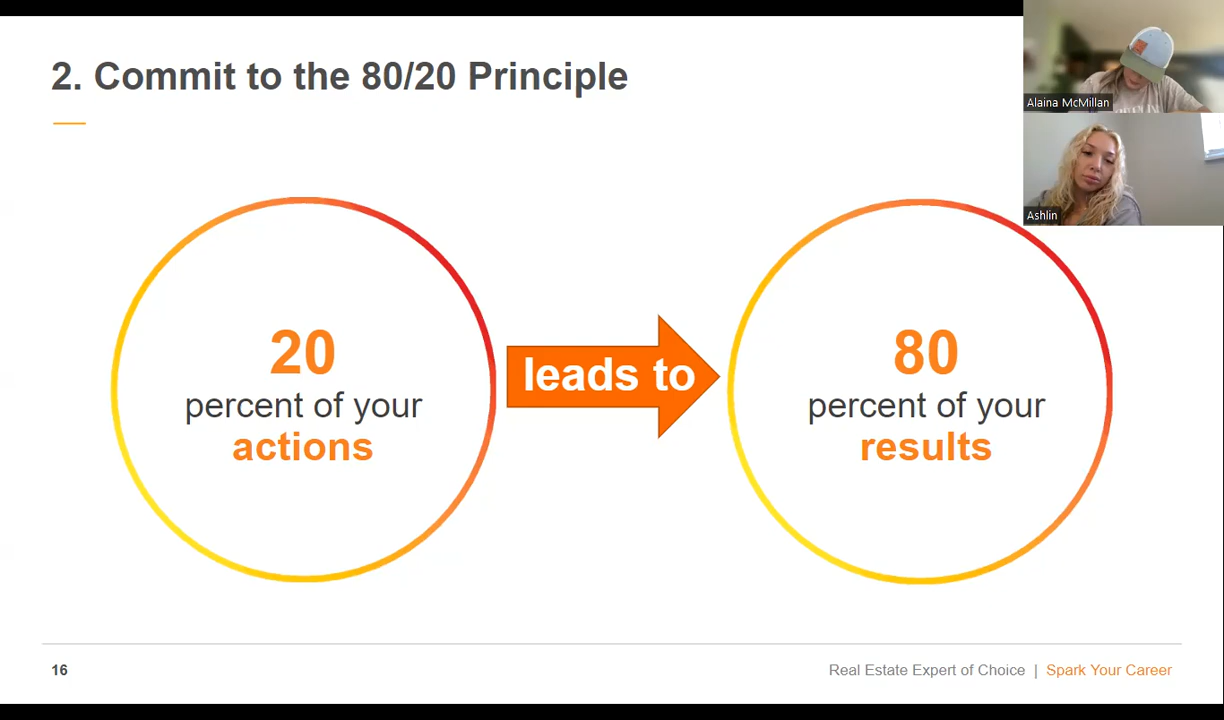 2. Commit to the 80/20 Principle
Alaina McMillan
Ashlin
20
percent of your
actions
leads to
80
percent of your
results
16
Real Estate Expert of Choice | Spark Your Career